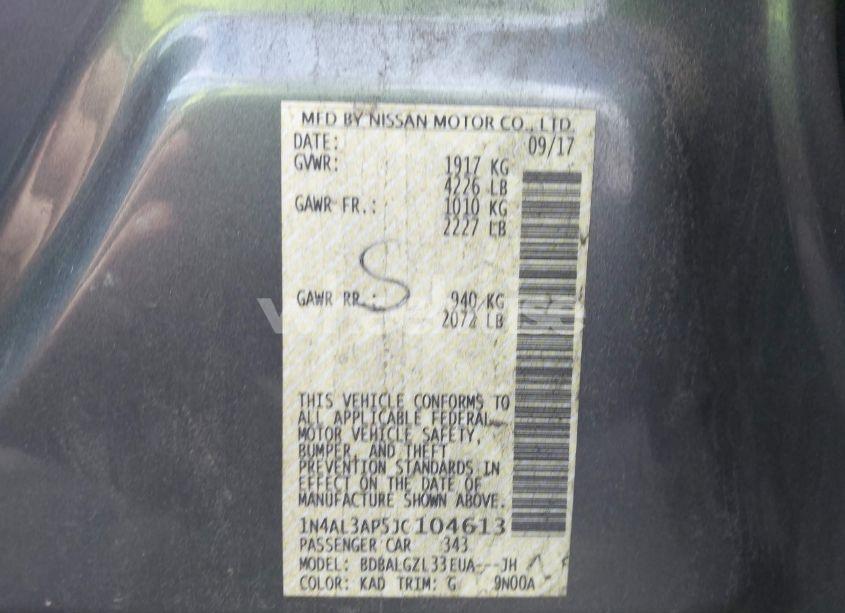 MFD BY NISSAN MOTOR CO., LTD.
DATE: 09/17
GVWR: 1917 KG
4226 LB
GAWR FR.: 1010 KG
2227 LB
S
GAWR RR.: 940 KG
2072 LB
THIS VEHICLE CONFORMS TO
ALL APPLICABLE FEDERAL
MOTOR VEHICLE SAFETY,
BUMPER, AND THEFT
PREVENTION STANDARDS IN
EFFECT ON THE DATE OF
MANUFACTURE SHOWN ABOVE.
1N4AL3AP5JC104613
PASSENGER CAR 343
MODEL: BDBALGZL33EUA---JH
COLOR: KAD TRIM: G 9N00A